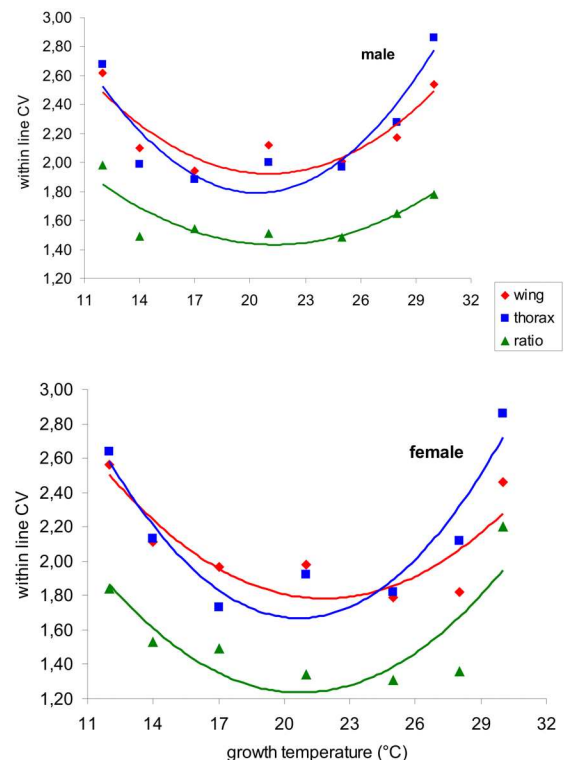 3,00
2,80
2,60
2,40
2,20
2,00
1,80
1,60
1,40
1,20
within line CV
male
11 14 17 20 23 26 29 32
wing
thorax
ratio
3,00
2,80
2,60
2,40
2,20
2,00
1,80
1,60
1,40
1,20
within line CV
female
11 14 17 20 23 26 29 32
growth temperature (°C)